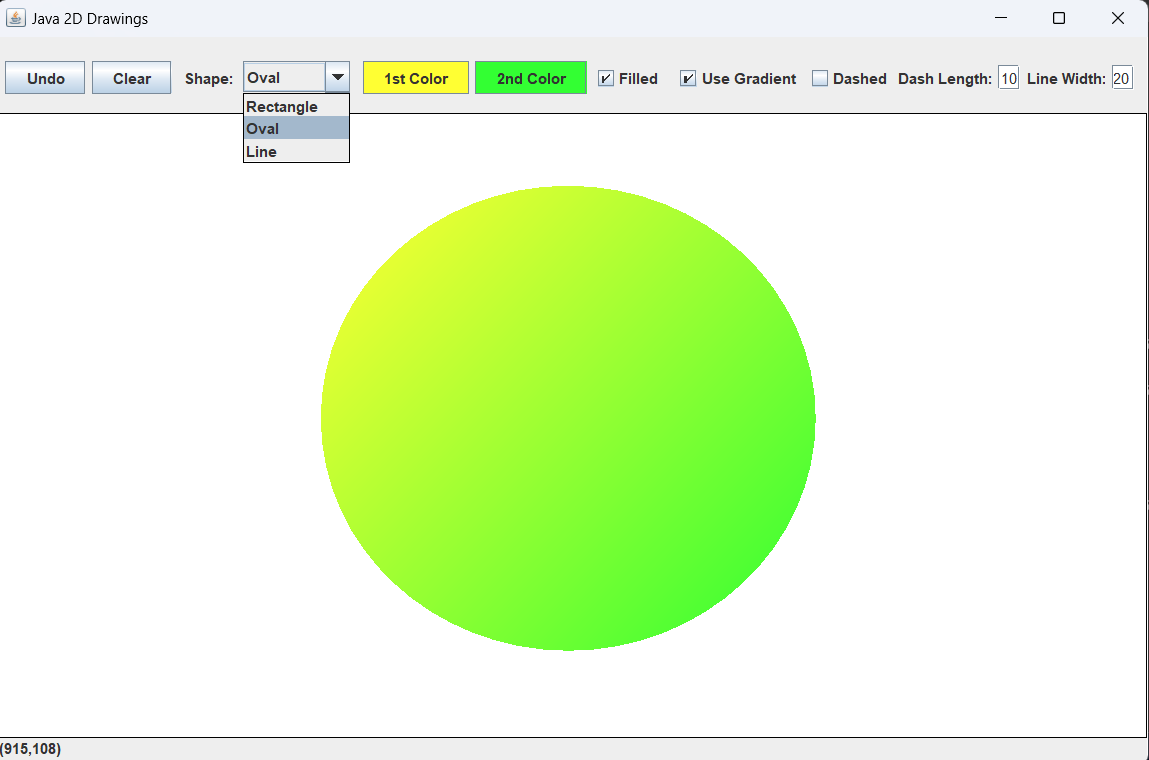 Java 2D Drawings
Undo Clear Shape: Oval 1st Color 2nd Color Filled Use Gradient Dashed Dash Length: 10 Line Width: 20
Rectangle
Oval
Line
(915,108)